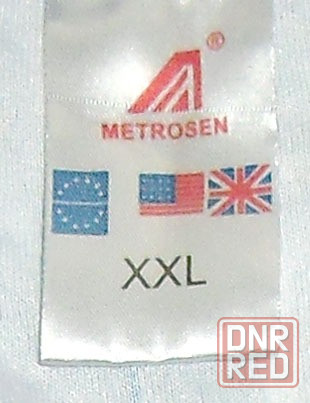 ®
METROSEN
XXL
DNR
RED